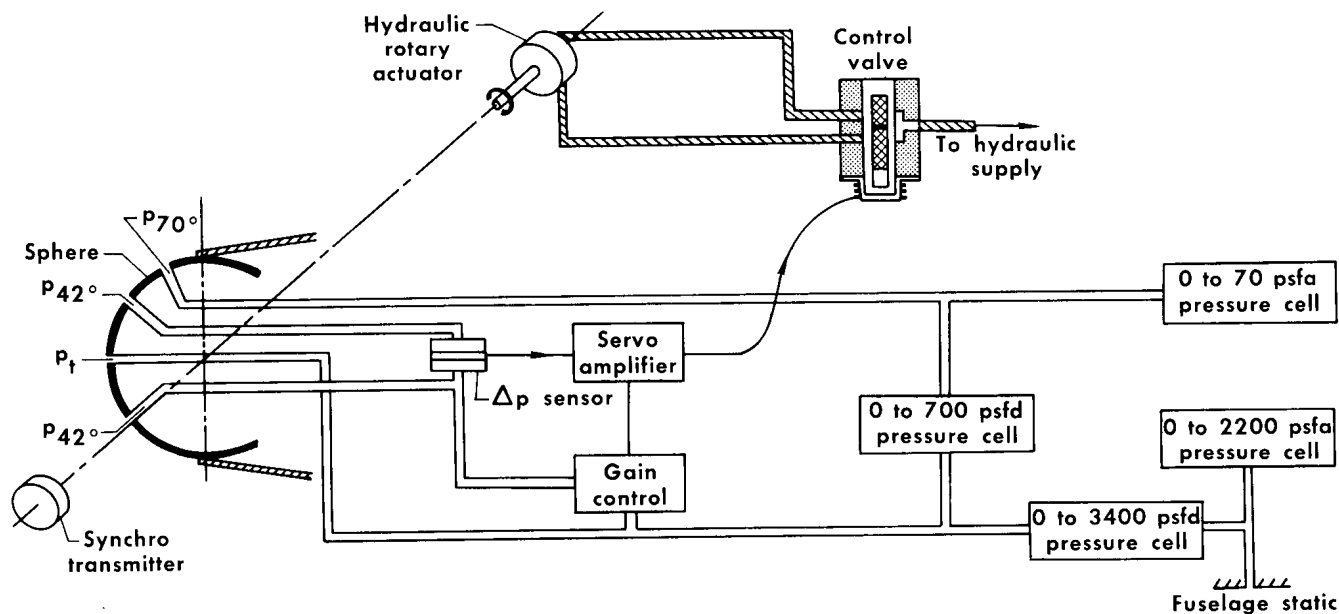 Hydraulic
rotary
actuator
Control
valve
To hydraulic
supply
p70°
Sphere
p42°
pt
p42°
Synchro
transmitter
Δp sensor
Servo
amplifier
Gain
control
0 to 70 psfa
pressure cell
0 to 700 psfd
pressure cell
0 to 2200 psfa
pressure cell
0 to 3400 psfd
pressure cell
Fuselage static